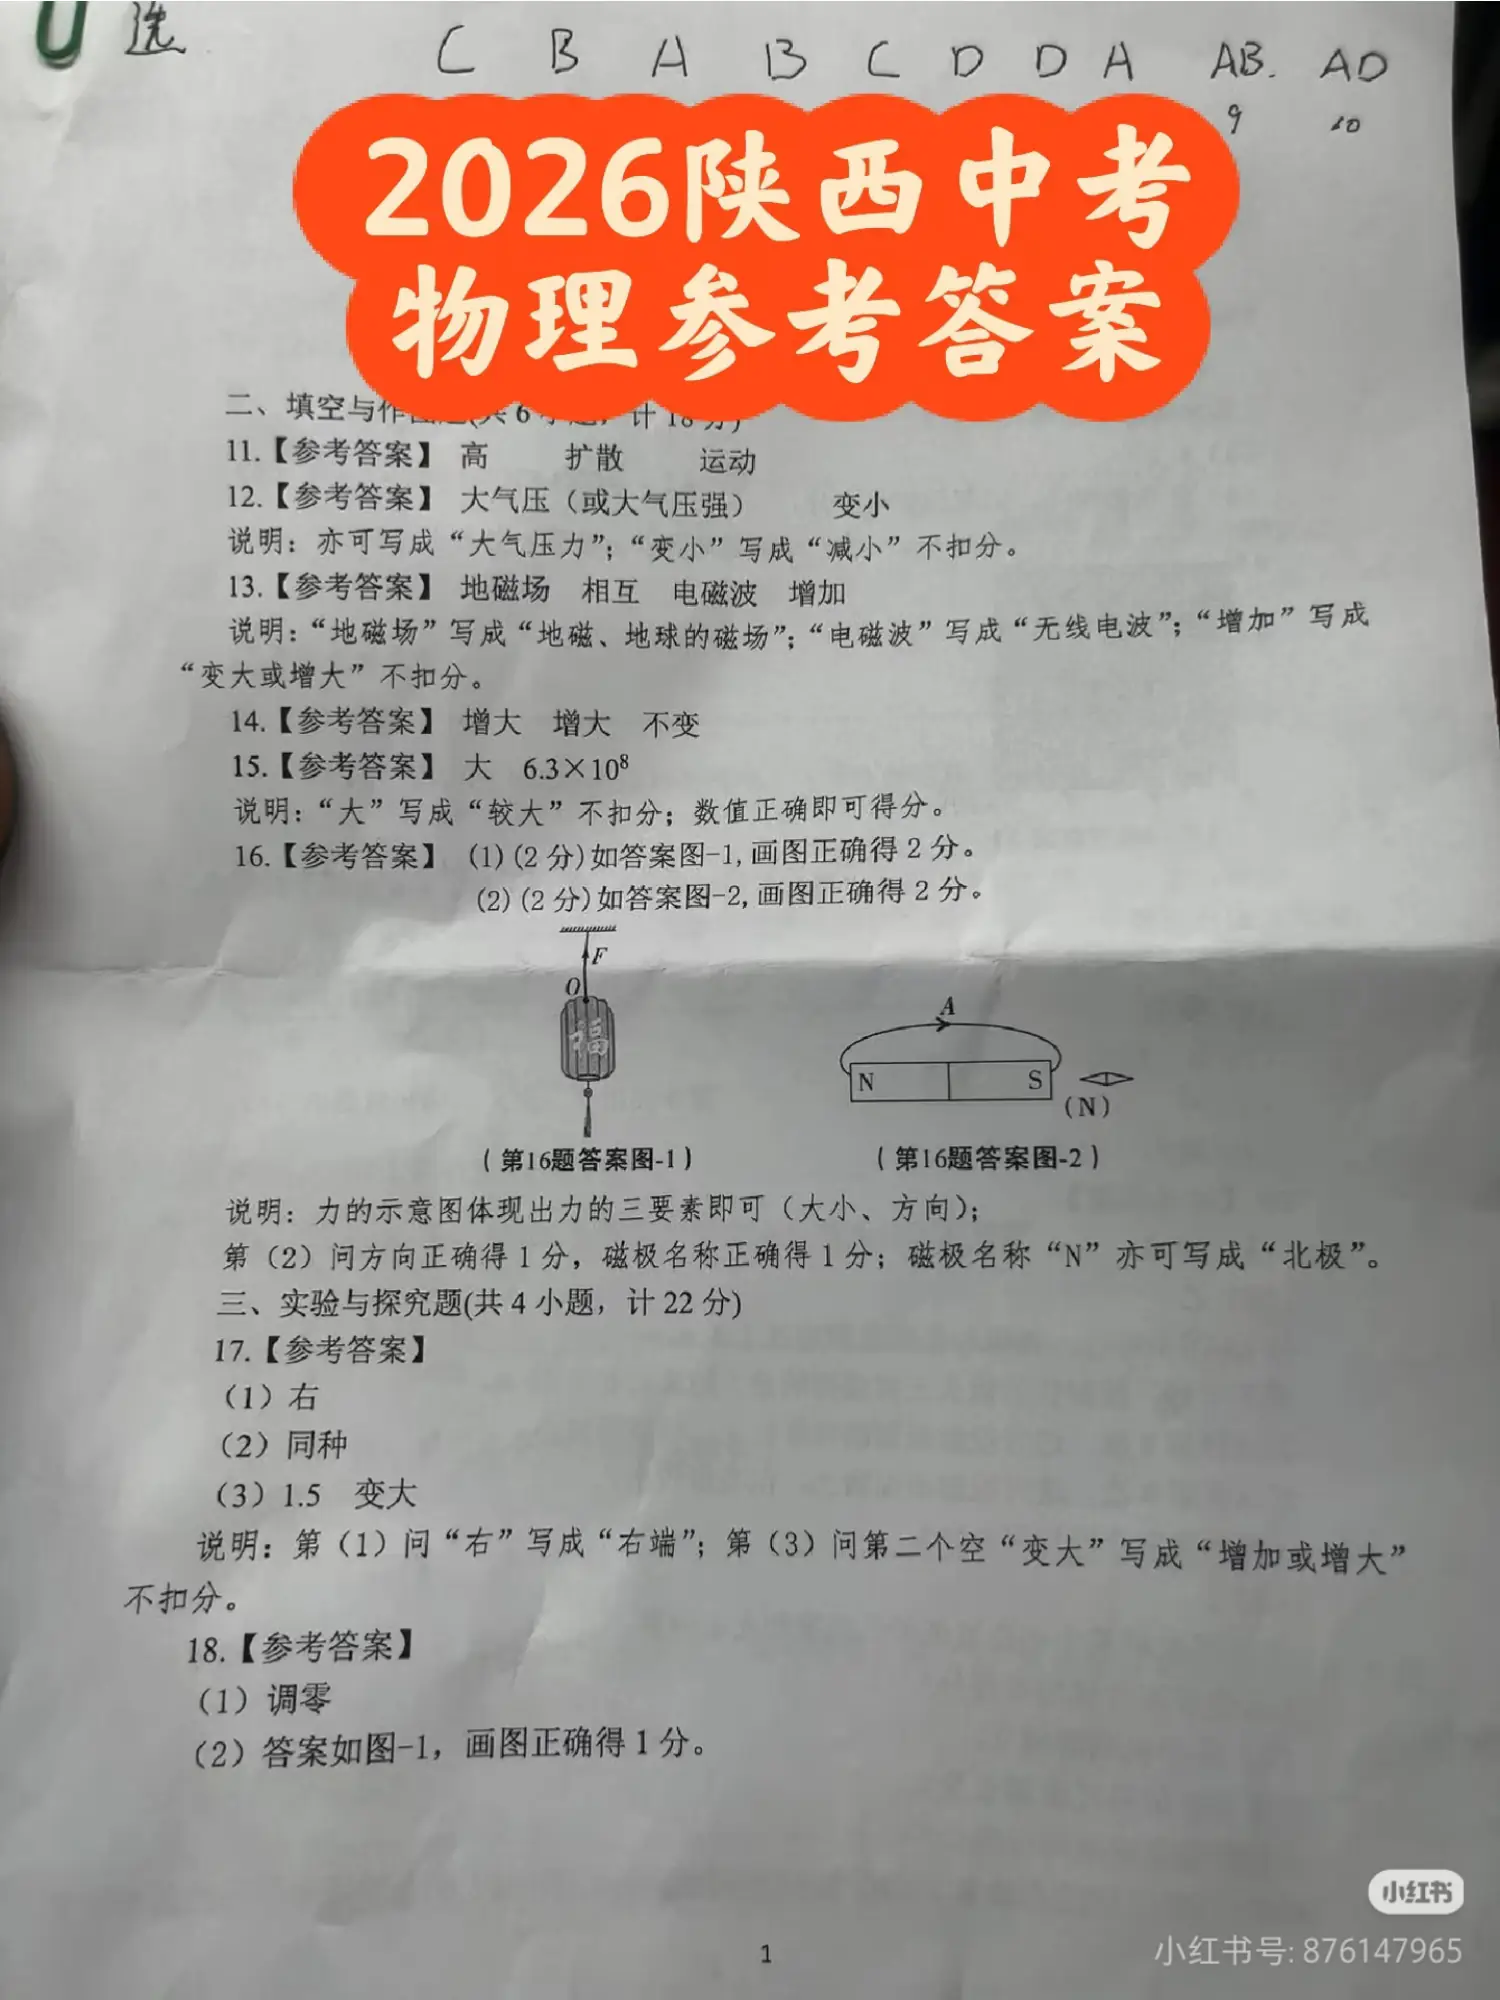 选 C B A B C D D A AB. AD
9 10
2026陕西中考
物理参考答案
二、填空与作图题(共 6 小题，计 18 分)
11.【参考答案】 高 扩散 运动
12.【参考答案】 大气压（或大气压强） 变小
说明：亦可写成“大气压力”；“变小”写成“减小”不扣分。
13.【参考答案】 地磁场 相互 电磁波 增加
说明：“地磁场”写成“地磁、地球的磁场”；“电磁波”写成“无线电波”；“增加”写成
“变大或增大”不扣分。
14.【参考答案】 增大 增大 不变
15.【参考答案】 大 6.3×10⁸
说明：“大”写成“较大”不扣分；数值正确即可得分。
16.【参考答案】 (1)(2 分)如答案图-1,画图正确得 2 分。
(2)(2 分)如答案图-2,画图正确得 2 分。
F
O
福
A
N S
(N)
(第16题答案图-1) (第16题答案图-2)
说明：力的示意图体现出力的三要素即可（大小、方向）；
第（2）问方向正确得 1 分，磁极名称正确得 1 分；磁极名称“N”亦可写成“北极”。
三、实验与探究题(共 4 小题，计 22 分)
17.【参考答案】
（1）右
（2）同种
（3）1.5 变大
说明：第（1）问“右”写成“右端”；第（3）问第二个空“变大”写成“增加或增大”
不扣分。
18.【参考答案】
（1）调零
（2）答案如图-1，画图正确得 1 分。
1
小红书
小红书号: 876147965